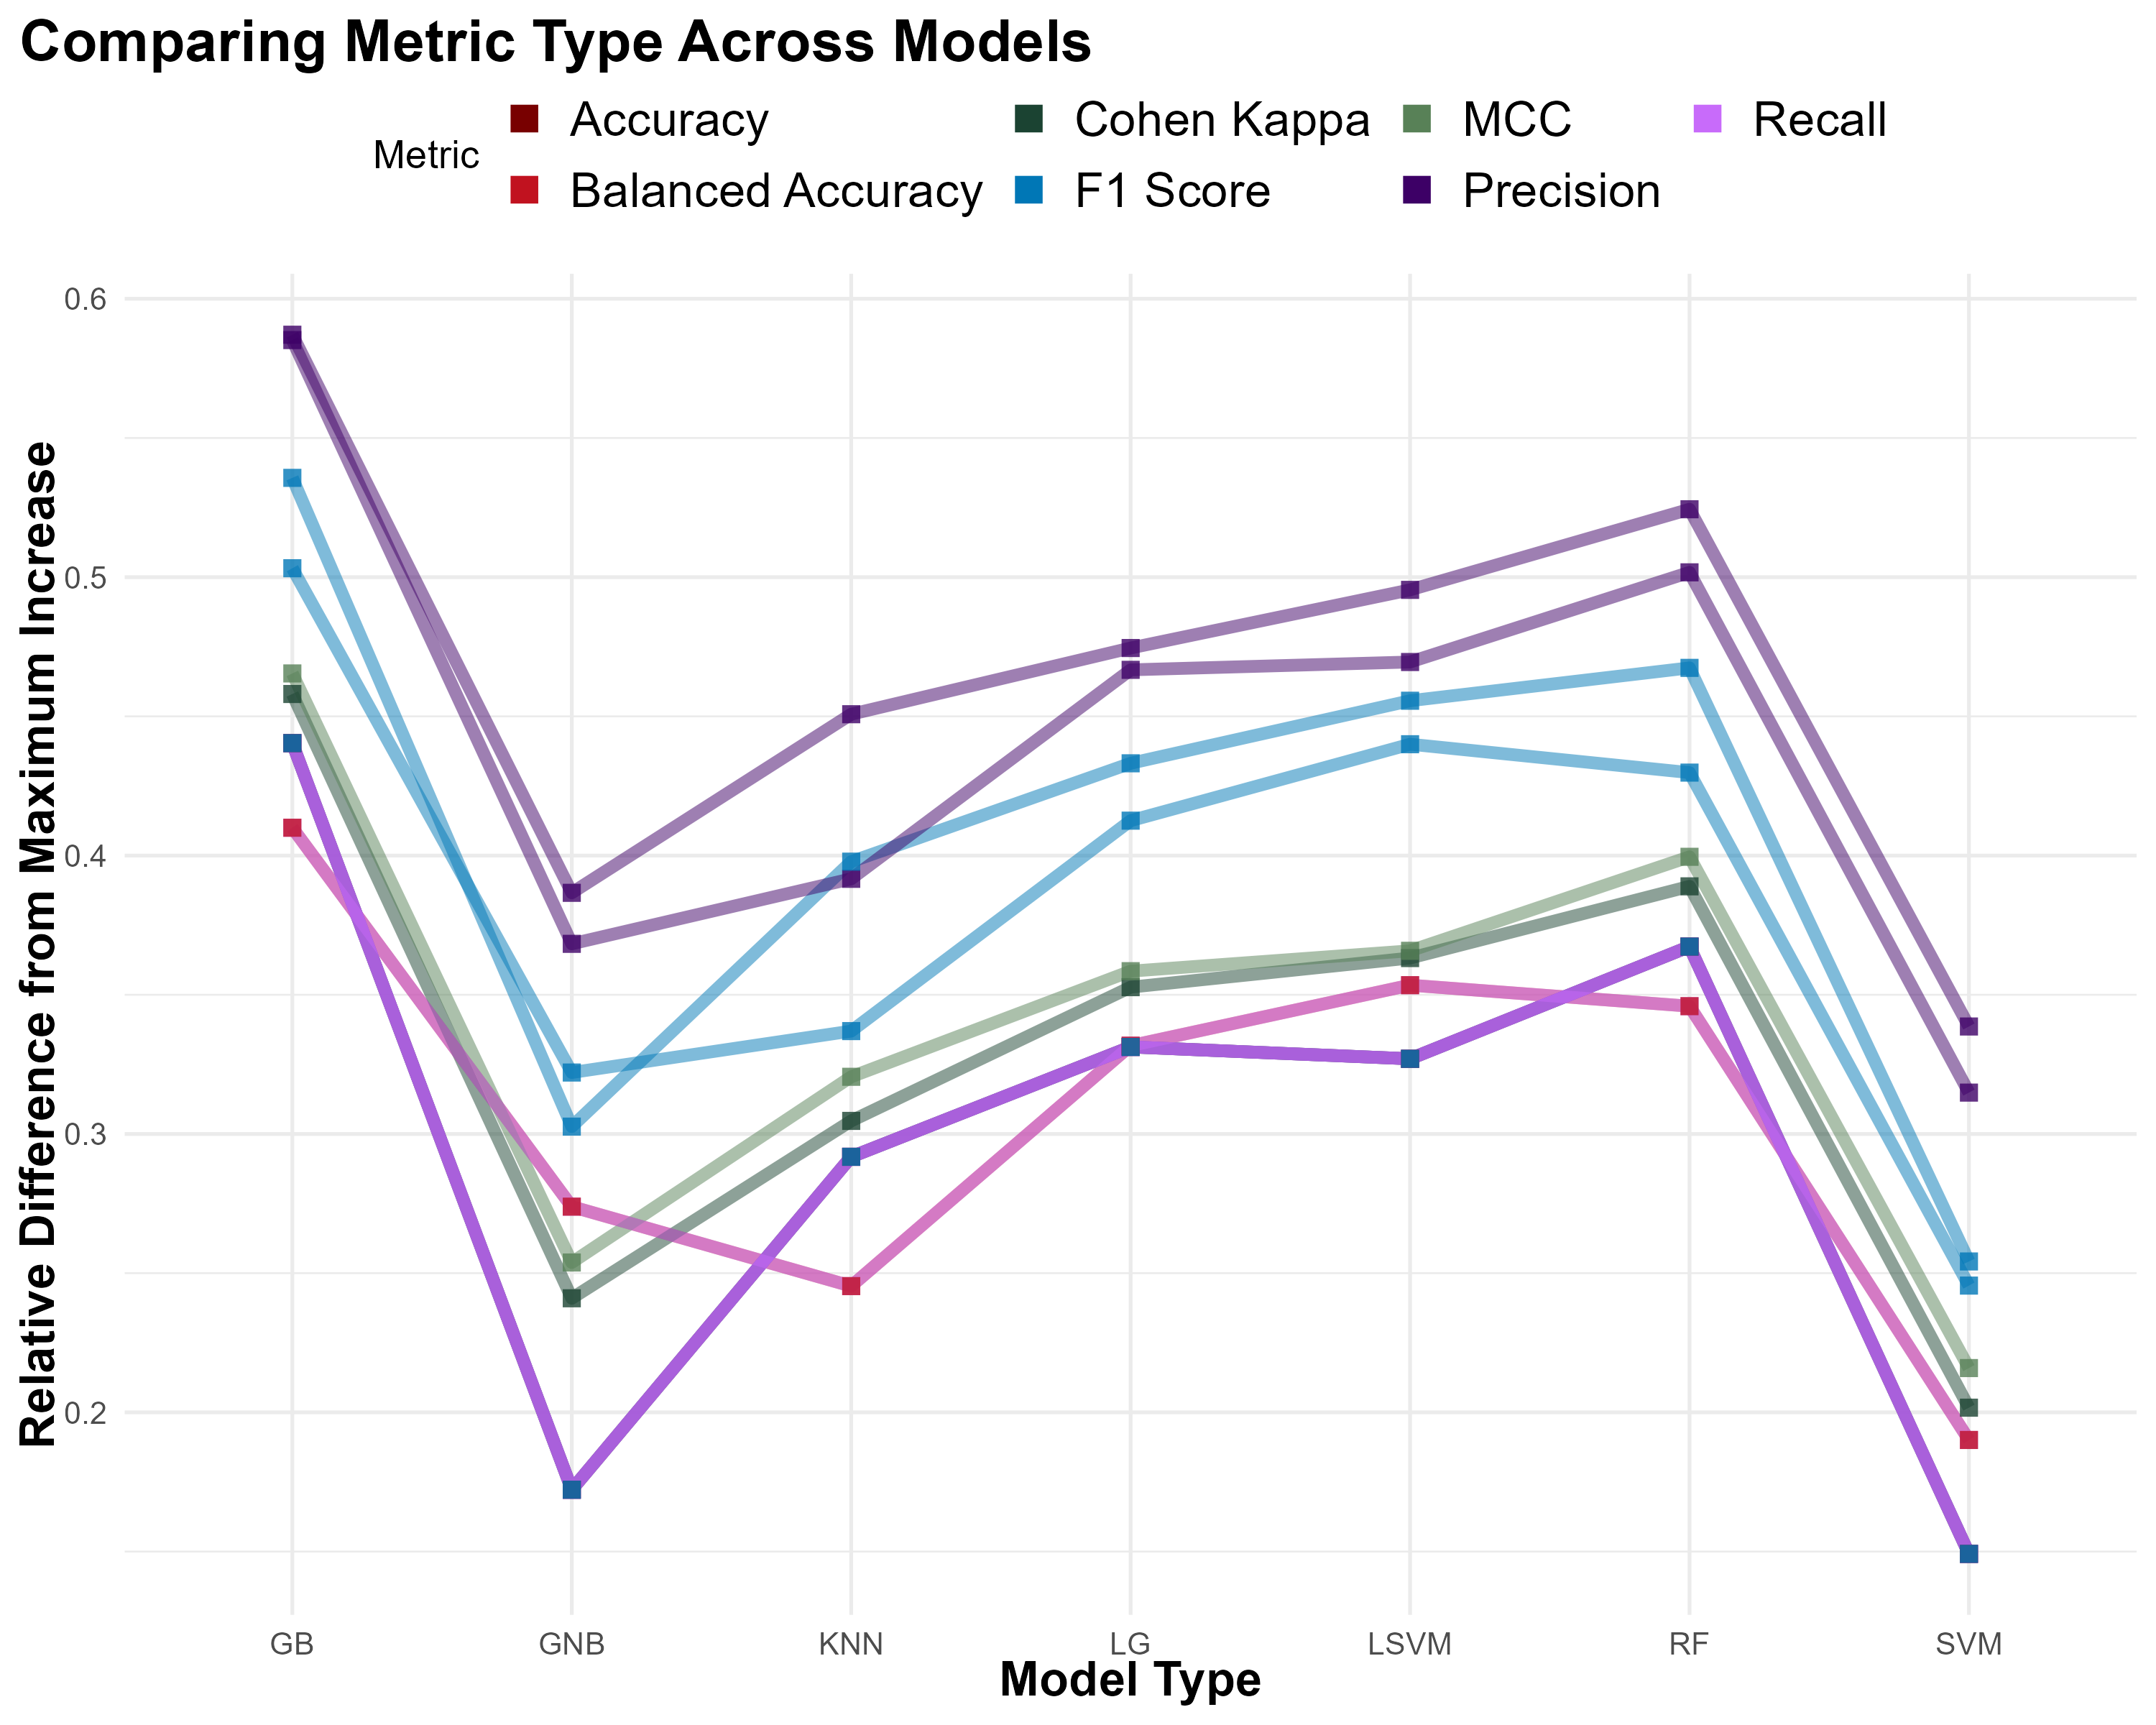 Comparing Metric Type Across Models
Metric
Accuracy
Cohen Kappa
MCC
Recall
Balanced Accuracy
F1 Score
Precision
Relative Difference from Maximum Increase
0.6
0.5
0.4
0.3
0.2
GB
GNB
KNN
LG
LSVM
RF
SVM
Model Type